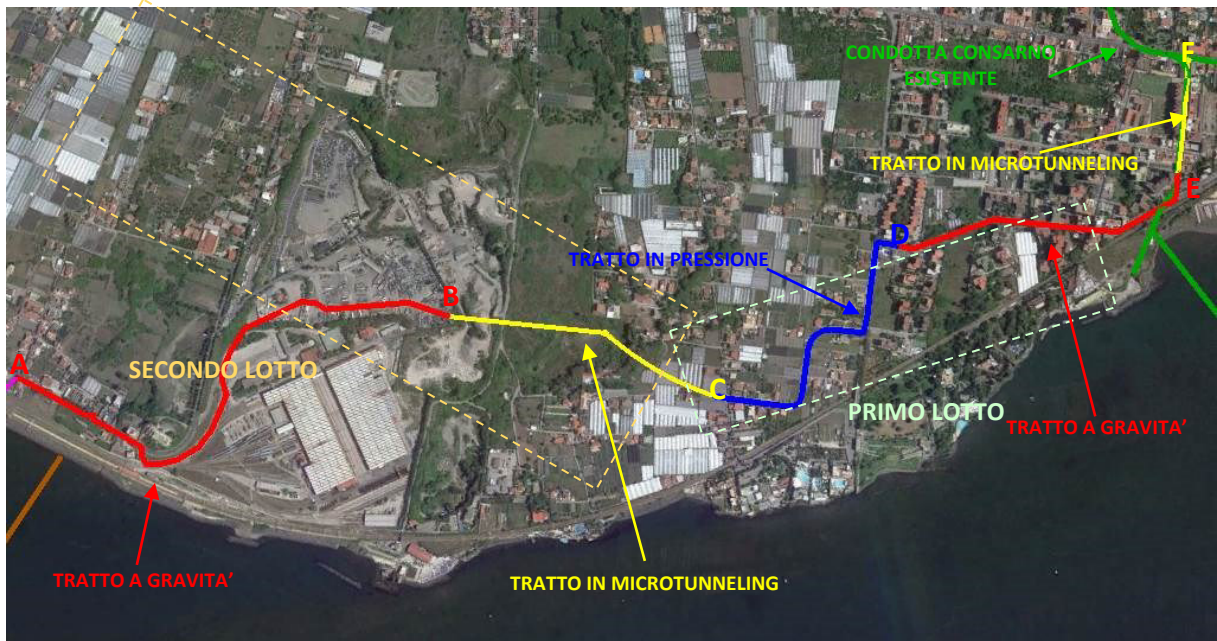 CONDOTTA CONSARNO
ESISTENTE
F
TRATTO IN MICROTUNNELING
E
D
TRATTO IN PRESSIONE
B
A
SECONDO LOTTO
C
PRIMO LOTTO
TRATTO A GRAVITA’
TRATTO A GRAVITA’
TRATTO IN MICROTUNNELING